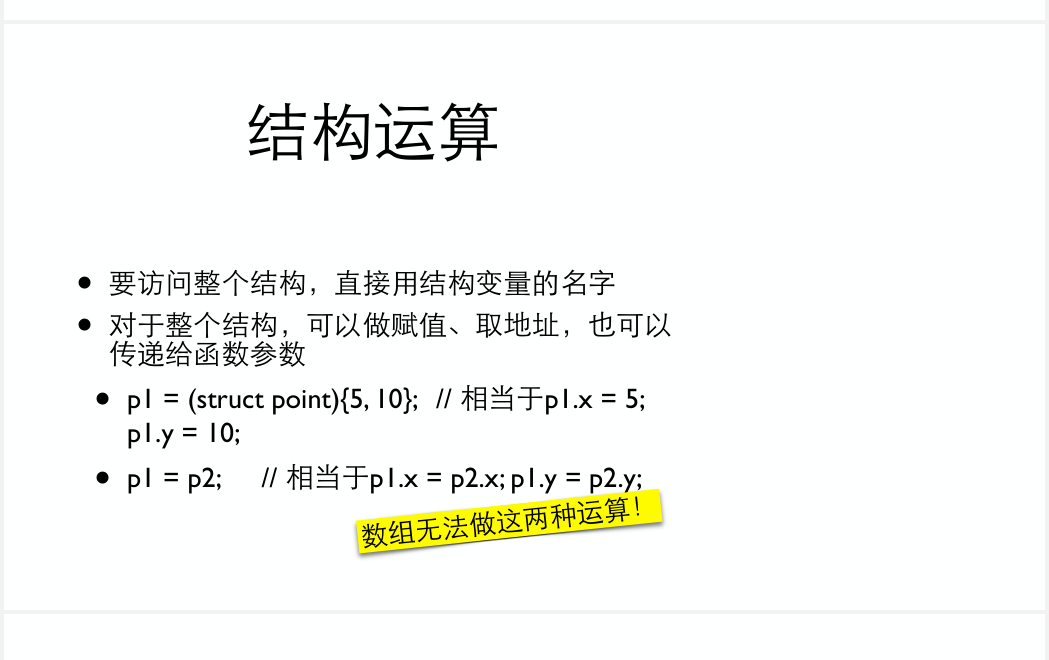 结构运算
• 要访问整个结构，直接用结构变量的名字
• 对于整个结构，可以做赋值、取地址，也可以
传递给函数参数
• p1 = (struct point){5, 10}; // 相当于p1.x = 5;
p1.y = 10;
• p1 = p2; // 相当于p1.x = p2.x; p1.y = p2.y;
数组无法做这两种运算！